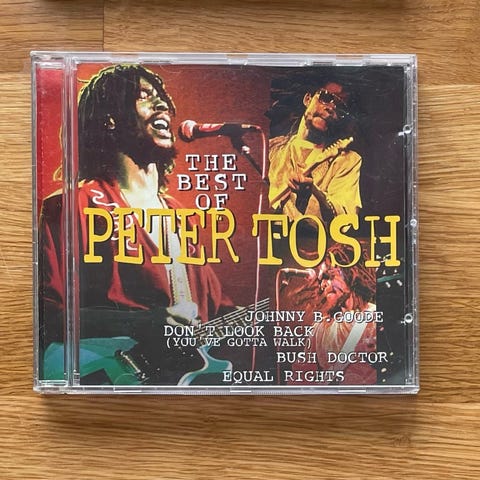 THE
BEST
OF
PETER TOSH
JOHNNY B.GOODE
DON'T LOOK BACK
(YOU'VE GOTTA WALK)
BUSH DOCTOR
EQUAL RIGHTS